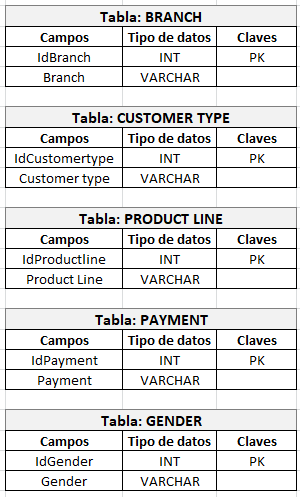 Tabla: BRANCH
Campos Tipo de datos Claves
IdBranch INT PK
Branch VARCHAR
Tabla: CUSTOMER TYPE
Campos Tipo de datos Claves
IdCustomertype INT PK
Customer type VARCHAR
Tabla: PRODUCT LINE
Campos Tipo de datos Claves
IdProductline INT PK
Product Line VARCHAR
Tabla: PAYMENT
Campos Tipo de datos Claves
IdPayment INT PK
Payment VARCHAR
Tabla: GENDER
Campos Tipo de datos Claves
IdGender INT PK
Gender VARCHAR